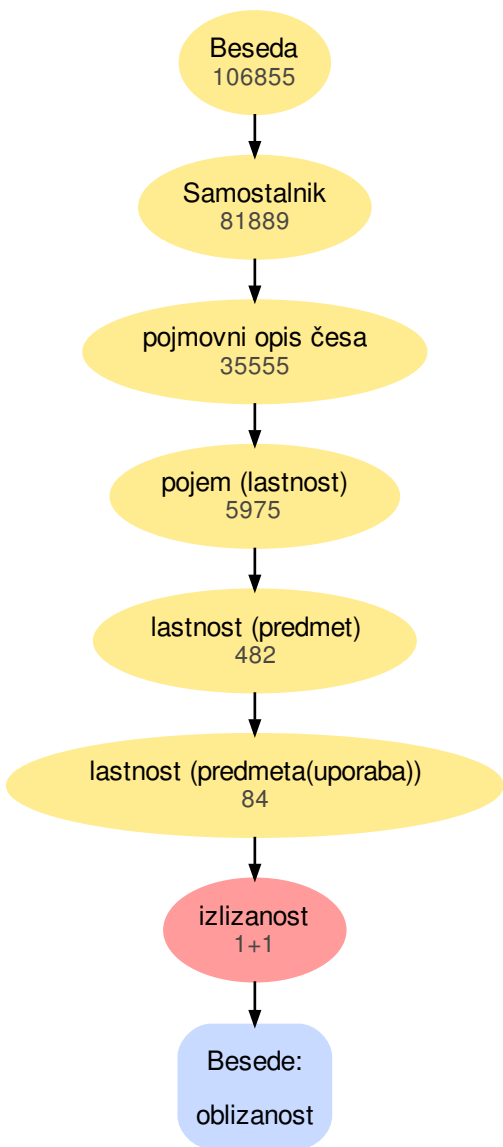 Beseda
106855
Samostalnik
81889
pojmovni opis česa
35555
pojem (lastnost)
5975
lastnost (predmet)
482
lastnost (predmeta(uporaba))
84
izlizanost
1+1
Besede:
oblizanost